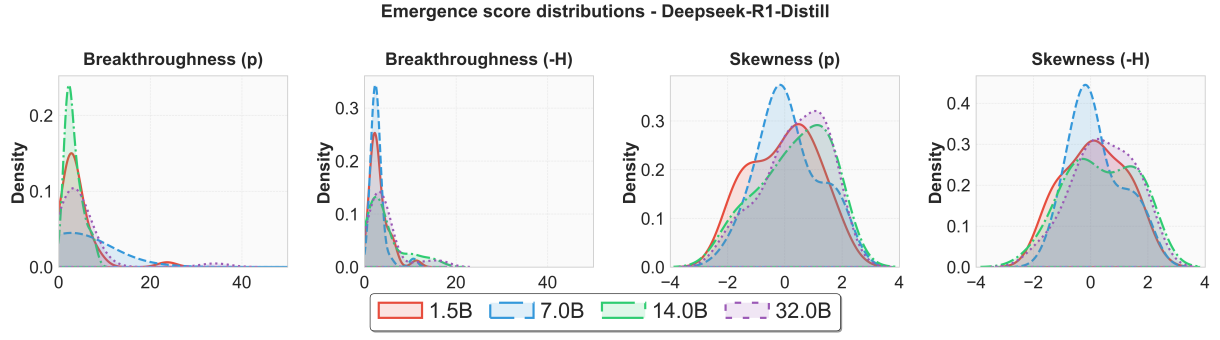 Emergence score distributions - Deepseek-R1-Distill
Breakthroughness (p)
Density
0.2
0.1
0.0
0
20
40
Breakthroughness (-H)
Density
0.3
0.2
0.1
0.0
0
20
40
Skewness (p)
Density
0.3
0.2
0.1
0.0
−4
−2
0
2
4
Skewness (-H)
Density
0.4
0.3
0.2
0.1
0.0
−4
−2
0
2
4
1.5B
7.0B
14.0B
32.0B